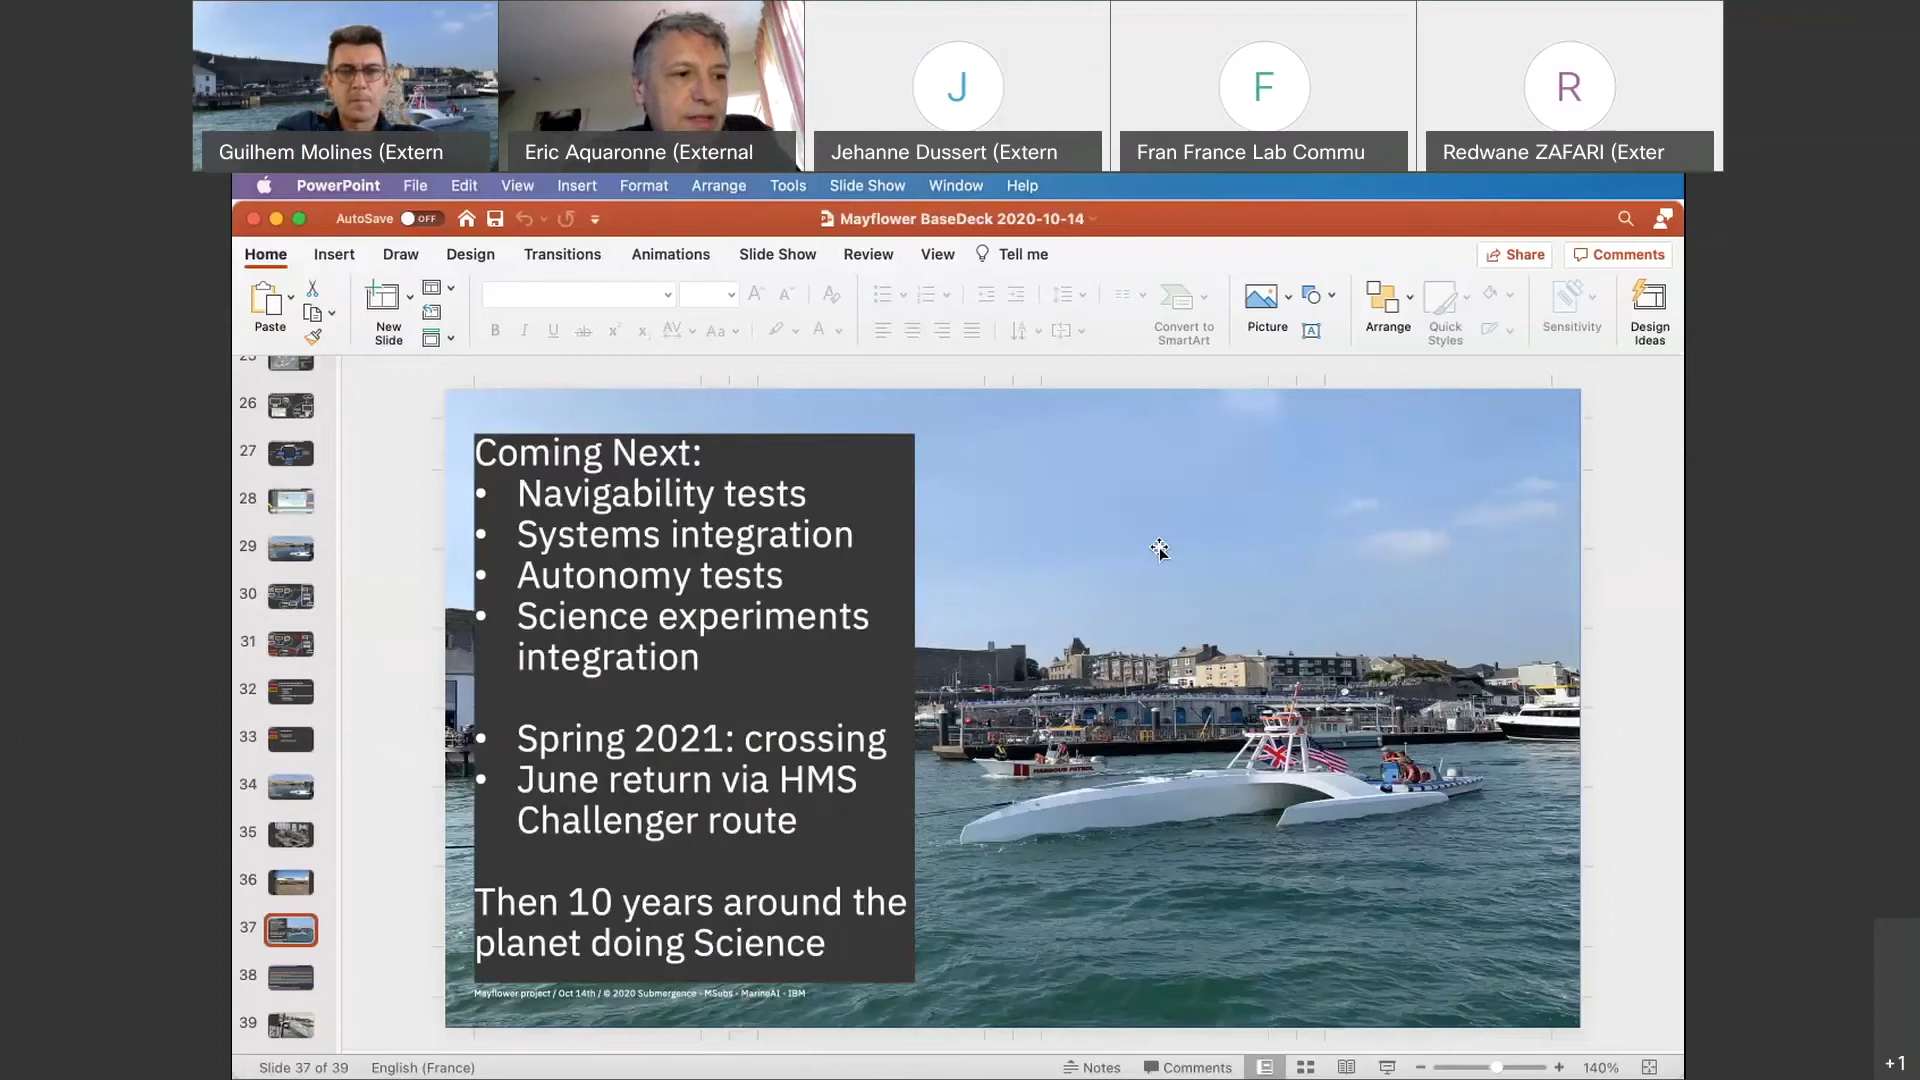 J
F
R
Guilhem Molines (Extern
Eric Aquaronne (External
Jehanne Dussert (Extern
Fran France Lab Commu
Redwane ZAFARI (Exter
PowerPoint File Edit View Insert Format Arrange Tools Slide Show Window Help
AutoSave OFF
Mayflower BaseDeck 2020-10-14
Home Insert Draw Design Transitions Animations Slide Show Review View Tell me
Share Comments
Paste
New
Slide
Convert to
SmartArt
Picture
Arrange
Quick
Styles
Sensitivity
Design
Ideas
25
26
27
28
29
30
31
32
33
34
35
36
37
38
39
Coming Next:
• Navigability tests
• Systems integration
• Autonomy tests
• Science experiments
integration
• Spring 2021: crossing
• June return via HMS
Challenger route
Then 10 years around the
planet doing Science
Mayflower project / Oct 14th / © 2020 Submergence - MSubs - MarineAI - IBM
HARBOUR PATROL
Slide 37 of 39 English (France)
Notes Comments 140%
+1